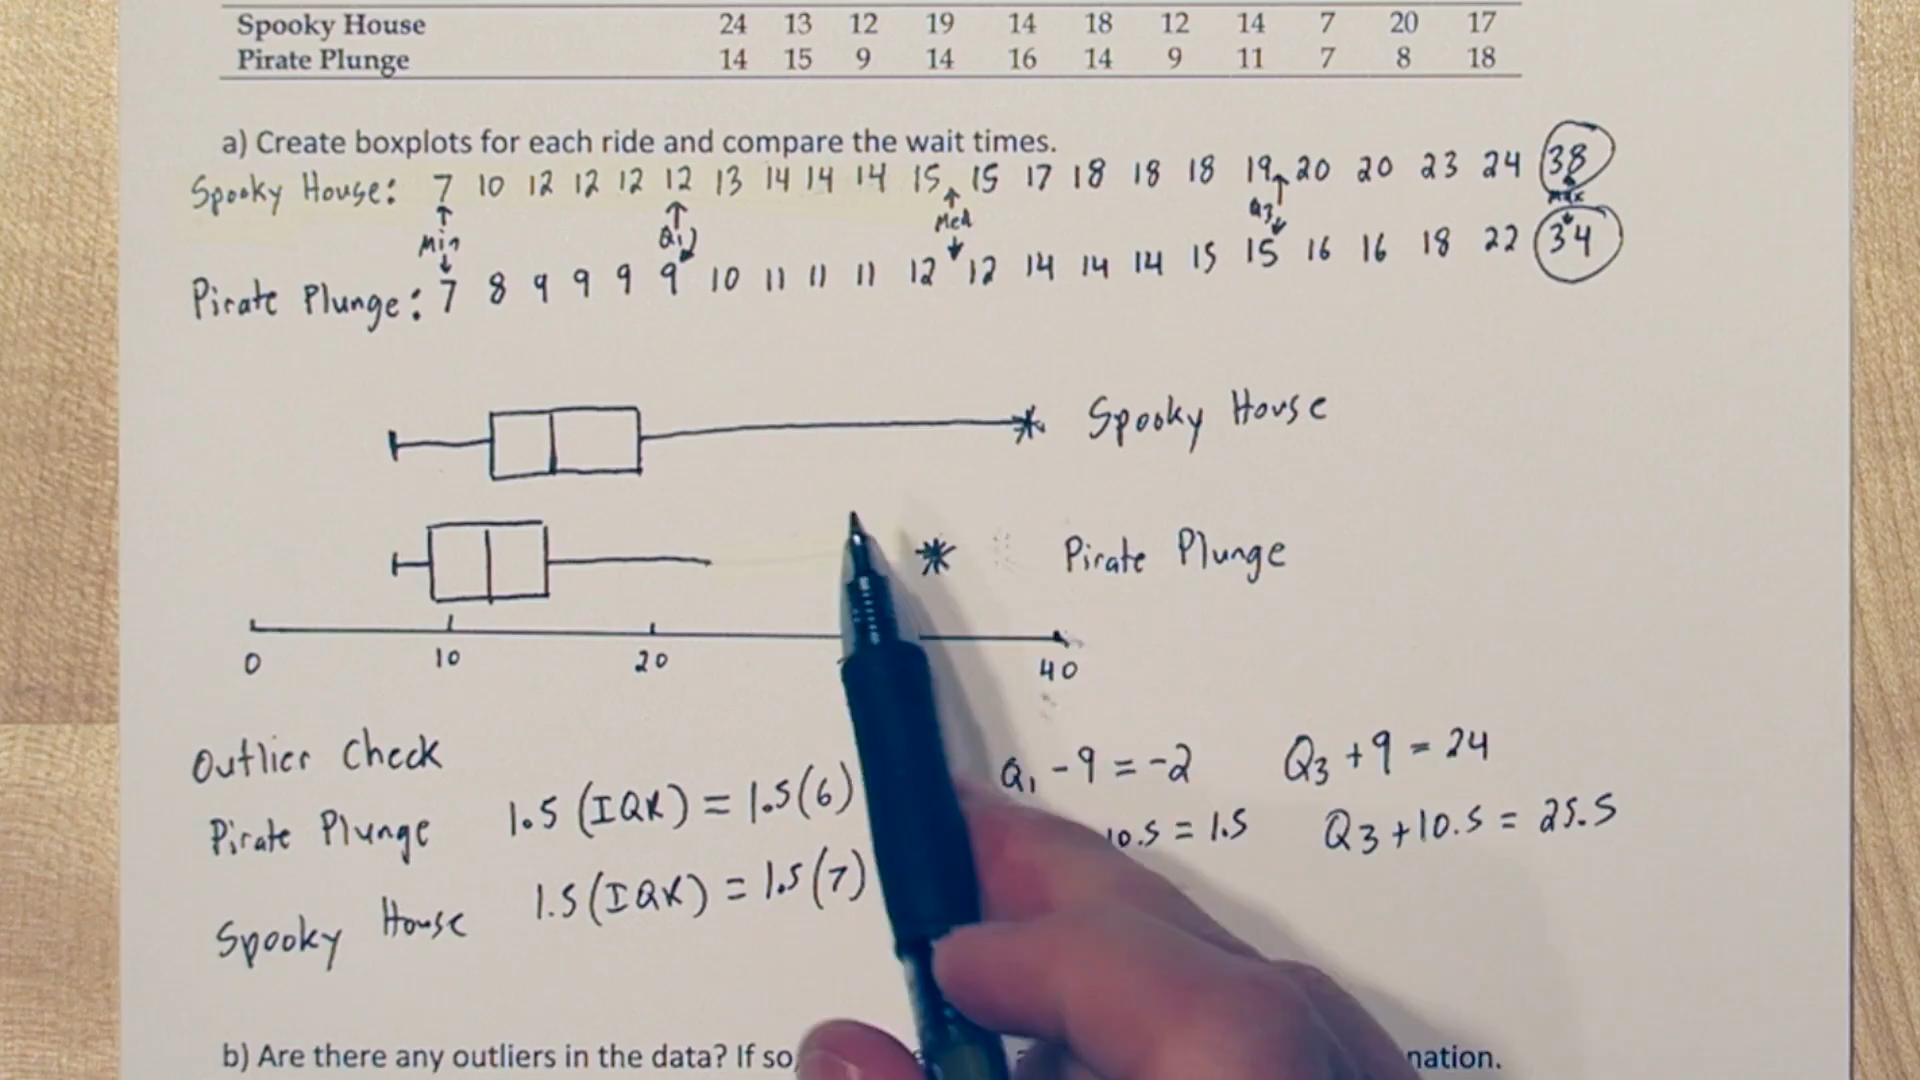 Spooky House 24 13 12 19 14 18 12 14 7 20 17
Pirate Plunge 14 15 9 14 16 14 9 11 7 8 18
a) Create boxplots for each ride and compare the wait times.
Spooky House: 7 10 12 12 12 12 13 14 14 14 15 15 17 18 18 18 19 20 20 23 24 38
Min Q1 Med Q3 Max
Pirate Plunge: 7 8 9 9 9 9 10 11 11 11 12 12 14 14 14 15 15 16 16 18 22 34
Spooky House
Pirate Plunge
0 10 20 40
Outlier Check
Pirate Plunge 1.5 (IQR) = 1.5(6) Q1 - 9 = -2 Q3 + 9 = 24
Spooky House 1.5 (IQR) = 1.5(7) 10.5 = 1.5 Q3 + 10.5 = 25.5
b) Are there any outliers in the data? If so, nation.